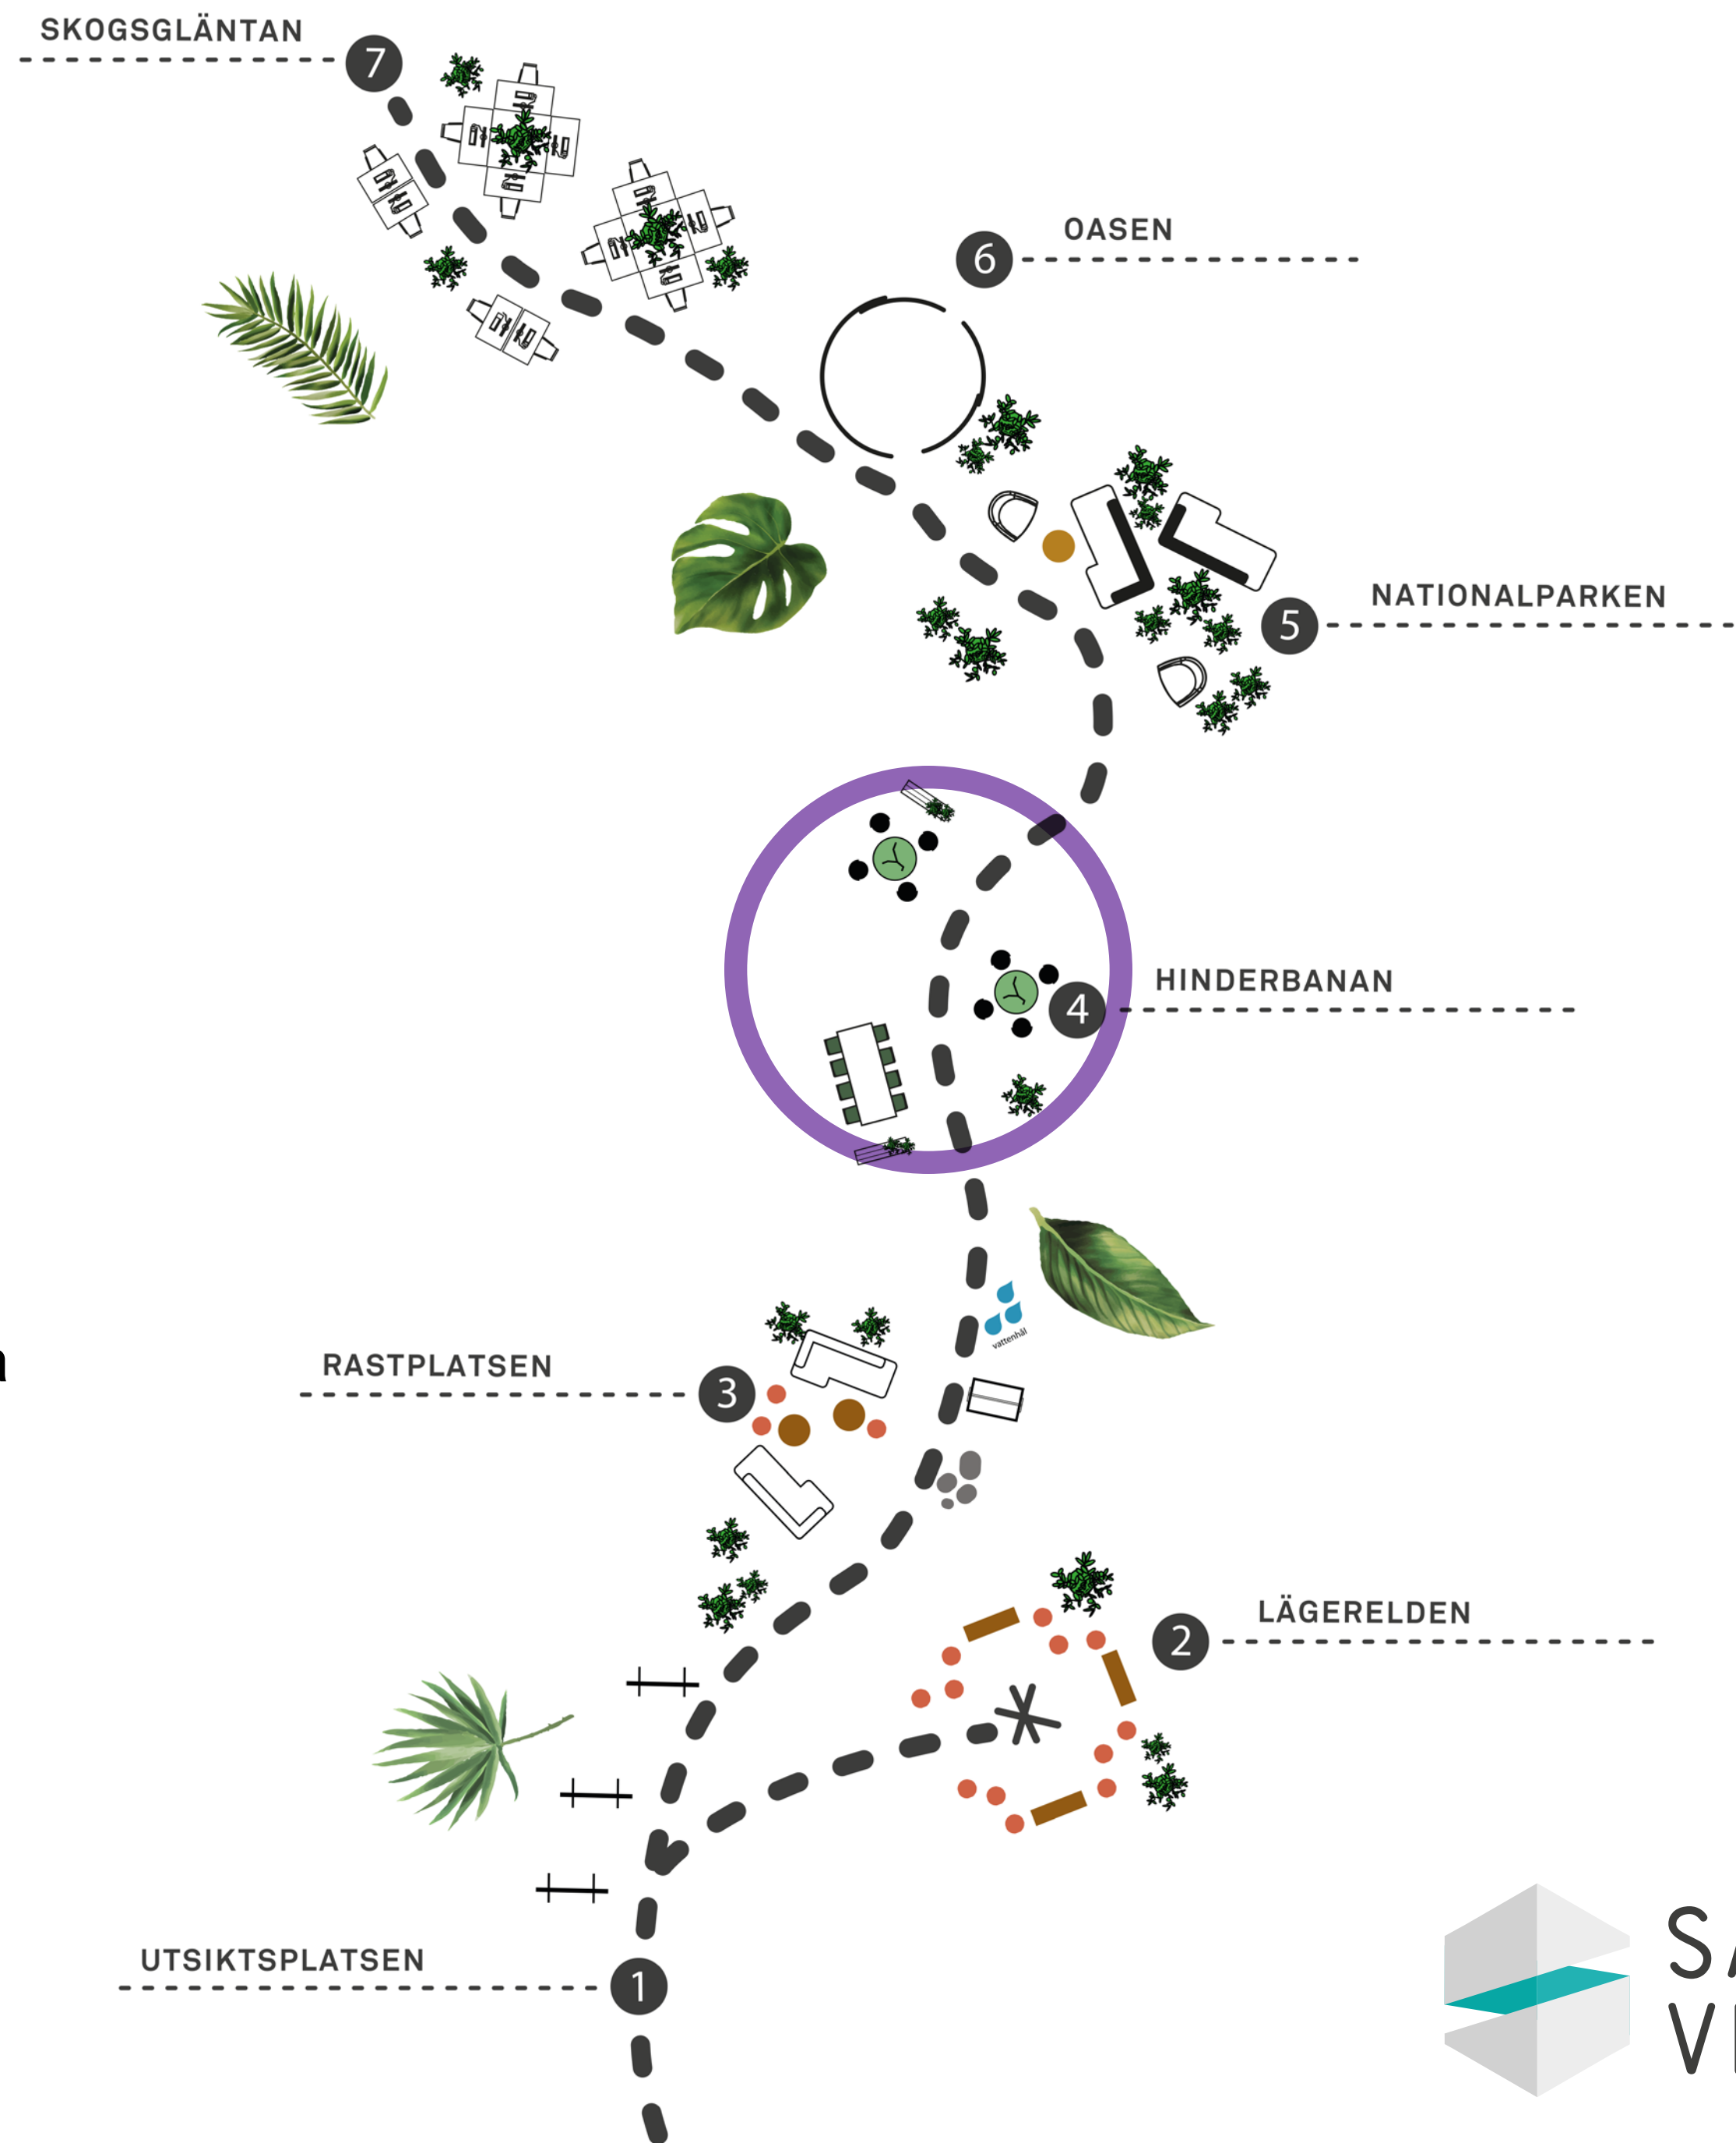 SKOGSGLÄNTAN
7
OASEN
6
NATIONALPARKEN
5
HINDERBANAN
4
vattenhål
RASTPLATSEN
3
LÄGERELDEN
2
UTSIKTSPLATSEN
1